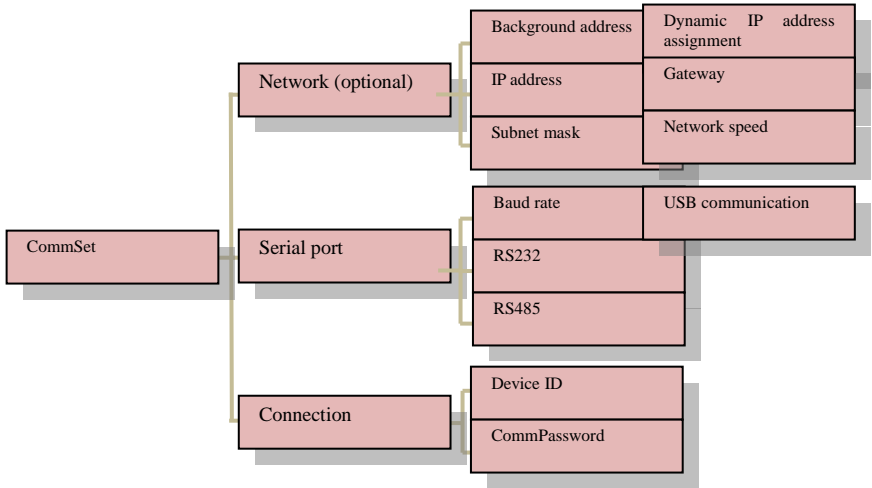 Background address
Dynamic IP address
assignment
Network (optional)
IP address
Gateway
Subnet mask
Network speed
CommSet
Serial port
Baud rate
USB communication
RS232
RS485
Connection
Device ID
CommPassword